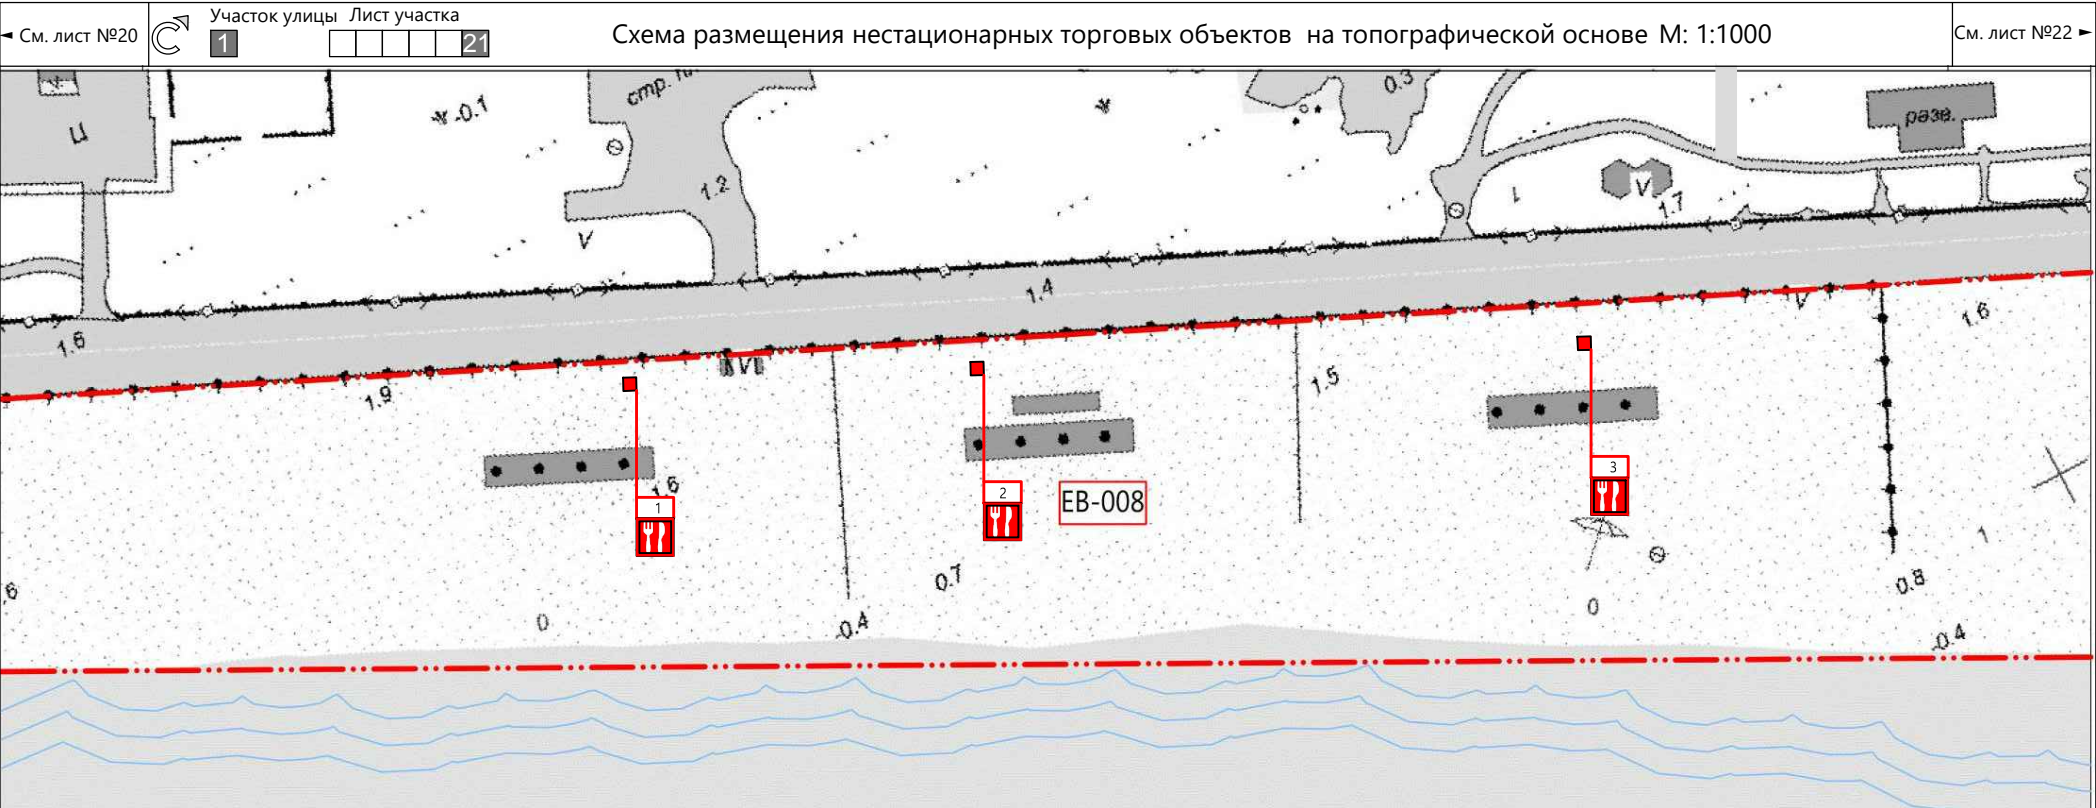 ◄ См. лист №20
С
Участок улицы Лист участка
1
21
Схема размещения нестационарных торговых объектов на топографической основе М: 1:1000
См. лист №22 ►
стр.
0.3
-0.1
разв.
Ц
1.2
1.7
1.4
1.6
1.6
1.9
1.5
1.6
1
2
3
ЕВ-008
1
.6
0.7
0.8
0
0
-0.4
-0.4